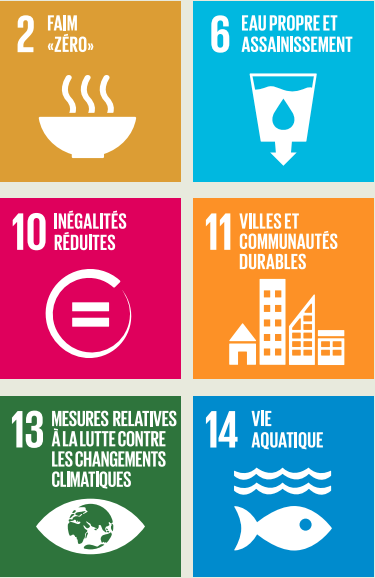 2 FAIM
«ZÉRO»
6 EAU PROPRE ET
ASSAINISSEMENT
10 INÉGALITÉS
RÉDUITES
11 VILLES ET
COMMUNAUTÉS
DURABLES
13 MESURES RELATIVES
À LA LUTTE CONTRE
LES CHANGEMENTS
CLIMATIQUES
14 VIE
AQUATIQUE